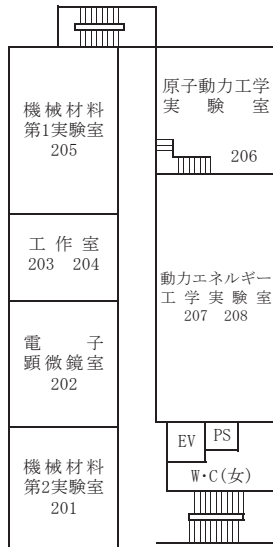 機械材料
第1実験室
205
原子動力工学
実験室
206
工作室
203 204
動力エネルギー
工学実験室
207 208
電子
顕微鏡室
202
EV
PS
W·C(女)
機械材料
第2実験室
201